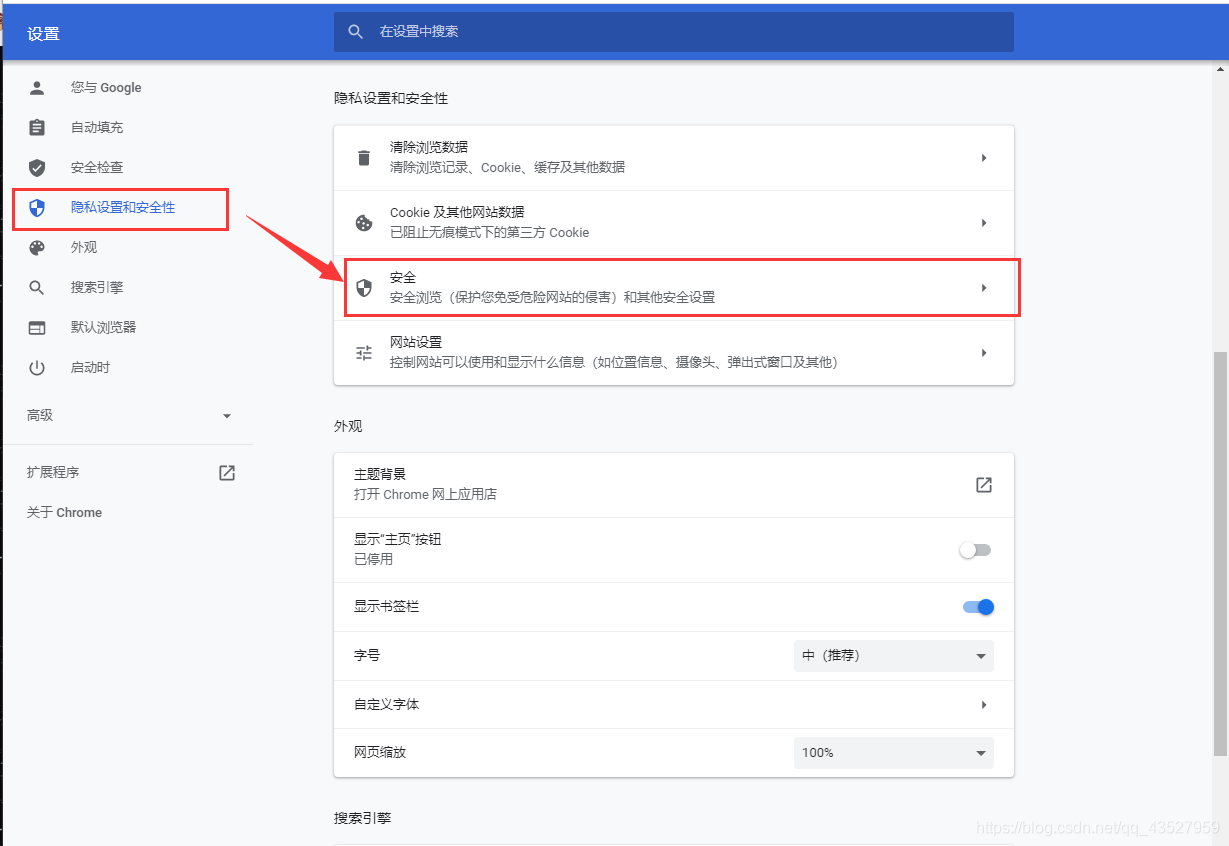 设置
在设置中搜索
您与 Google
自动填充
安全检查
隐私设置和安全性
外观
搜索引擎
默认浏览器
启动时
高级
扩展程序
关于 Chrome
隐私设置和安全性
清除浏览数据
清除浏览记录、Cookie、缓存及其他数据
Cookie 及其他网站数据
已阻止无痕模式下的第三方 Cookie
安全
安全浏览（保护您免受危险网站的侵害）和其他安全设置
网站设置
控制网站可以使用和显示什么信息（如位置信息、摄像头、弹出式窗口及其他）
外观
主题背景
打开 Chrome 网上应用店
显示“主页”按钮
已停用
显示书签栏
字号
中（推荐）
自定义字体
网页缩放
100%
搜索引擎
https://blog.csdn.net/qq_43527959